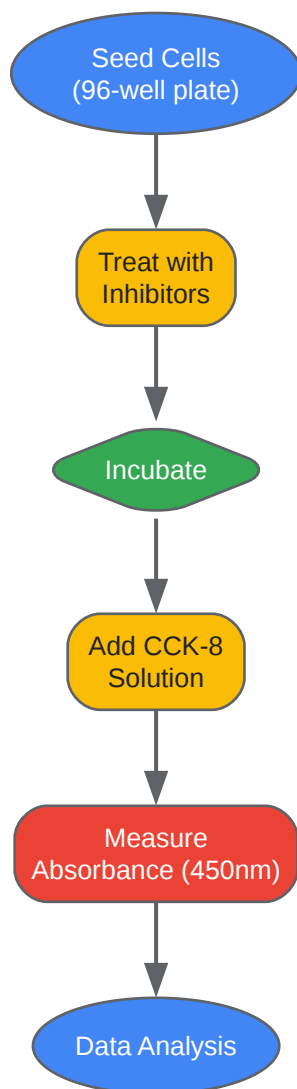 Seed Cells
(96-well plate)
Treat with
Inhibitors
Incubate
Add CCK-8
Solution
Measure
Absorbance (450nm)
Data Analysis